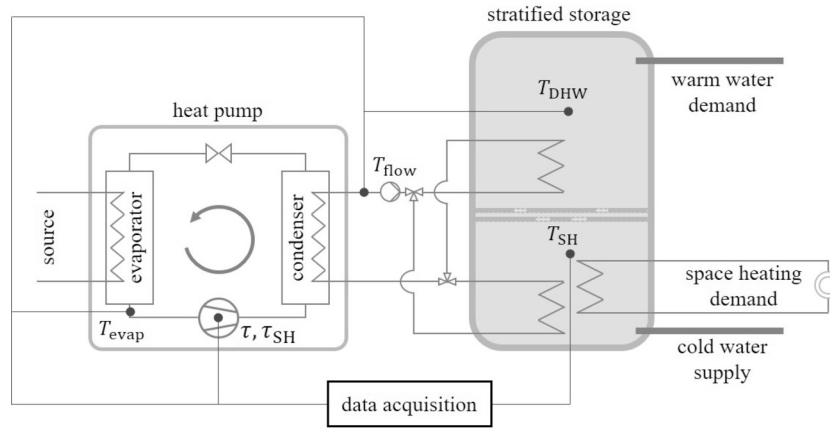 stratified storage
warm water
demand
T_DHW
heat pump
T_flow
source
evaporator
condenser
T_SH
space heating
demand
T_evap
τ, τ_SH
cold water
supply
data acquisition